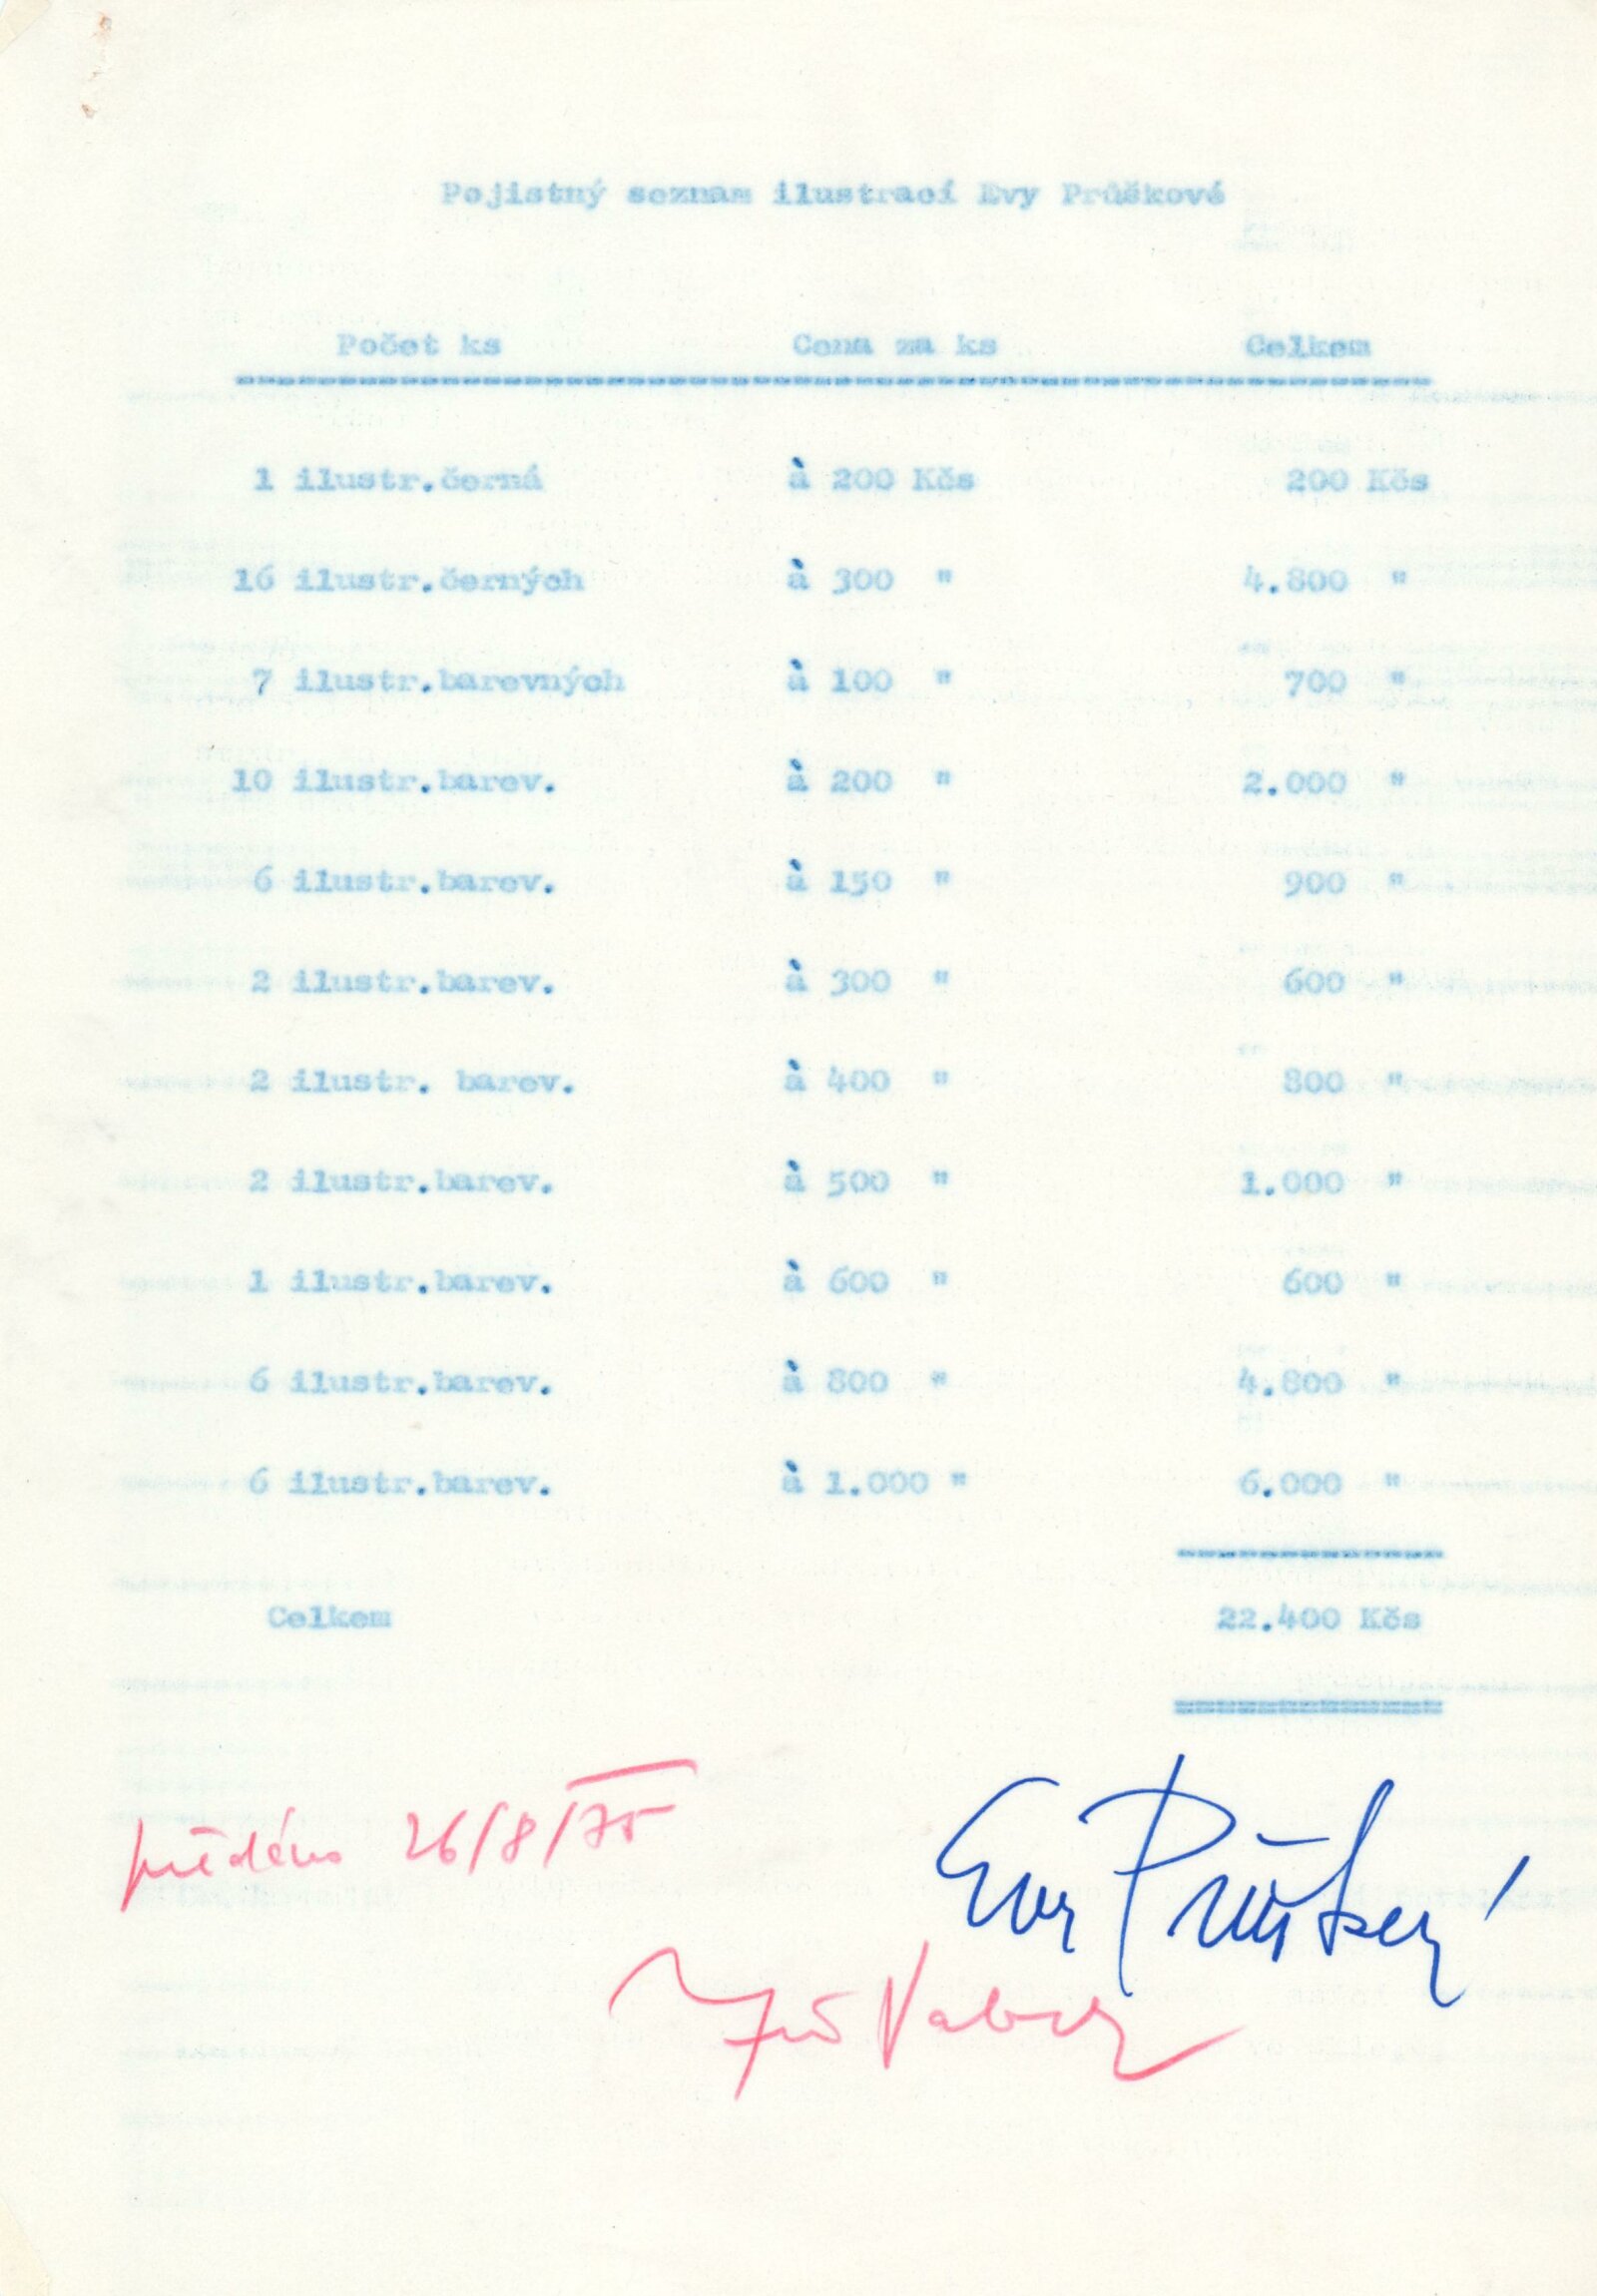 Pojistný seznam ilustrací Evy Průškové
Počet ks Cena za ks Celkem
1 ilustr.černá à 200 Kčs 200 Kčs
16 ilustr.černých à 300 " 4.800 "
7 ilustr.barevných à 100 " 700 "
10 ilustr.barev. à 200 " 2.000 "
6 ilustr.barev. à 150 " 900 "
2 ilustr.barev. à 300 " 600 "
2 ilustr. barev. à 400 " 800 "
2 ilustr.barev. à 500 " 1.000 "
1 ilustr.barev. à 600 " 600 "
6 ilustr.barev. à 800 " 4.800 "
6 ilustr.barev. à 1.000 " 6.000 "
Celkem 22.400 Kčs
26/8/75
Eva Průšková